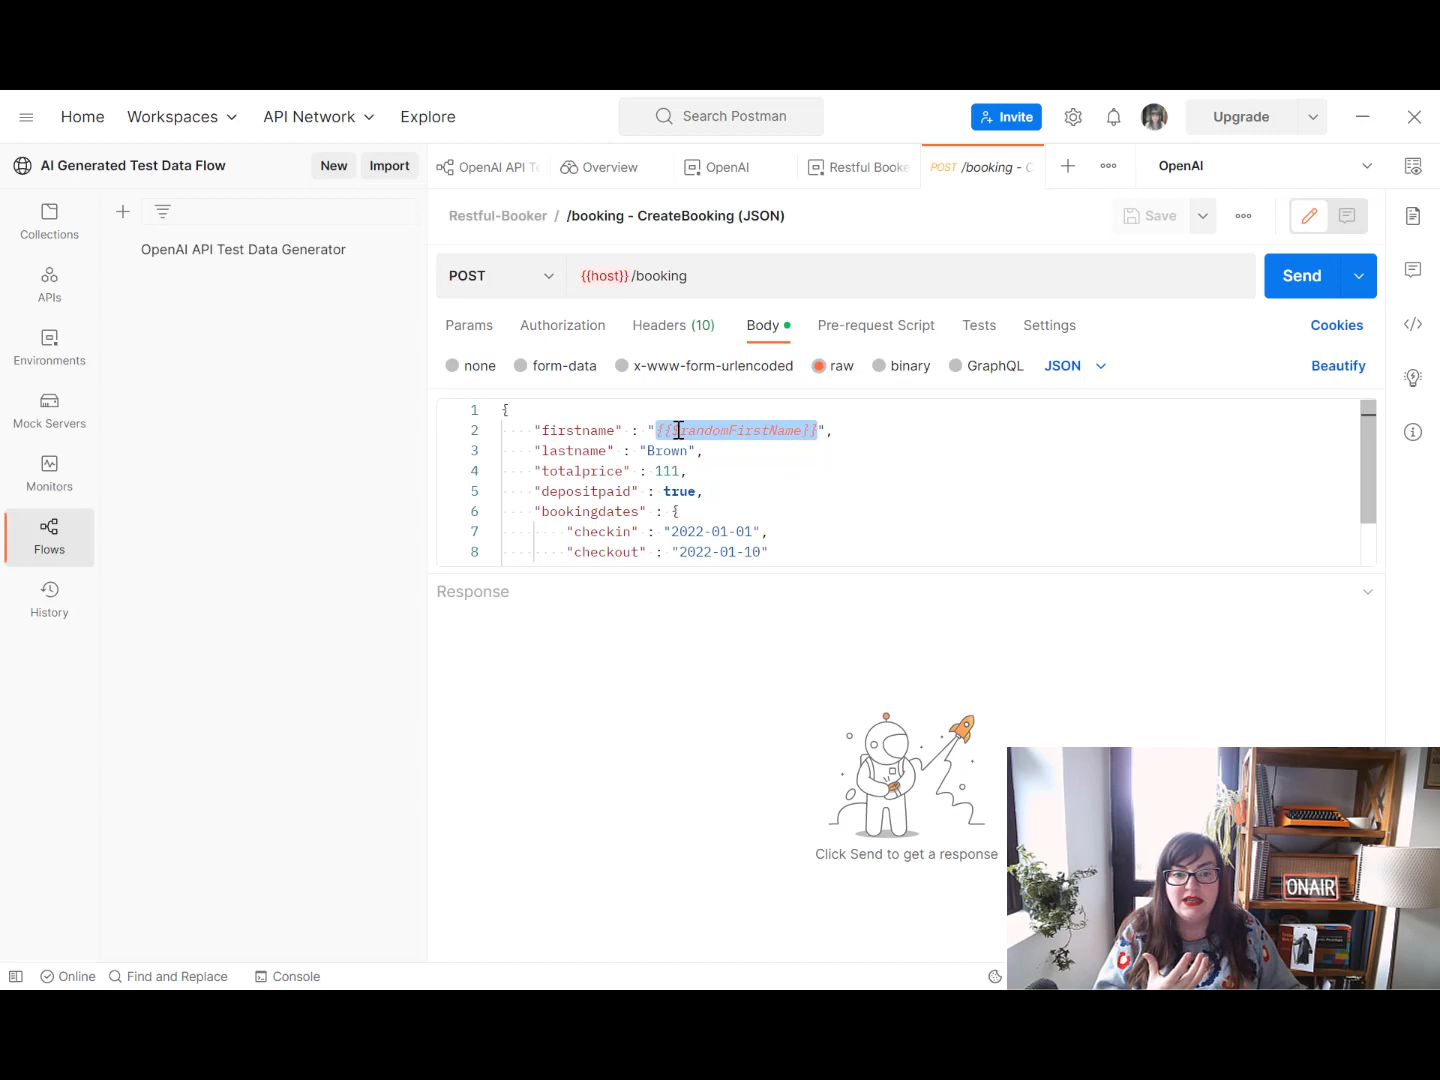 Home Workspaces API Network Explore Search Postman Invite Upgrade
AI Generated Test Data Flow New Import OpenAI API Te Overview OpenAI Restful Booke POST /booking - C OpenAI
Restful-Booker / /booking - CreateBooking (JSON) Save
OpenAI API Test Data Generator
Collections
APIs
Environments
Mock Servers
Monitors
Flows
History
POST {{host}}/booking Send
Params Authorization Headers (10) Body Pre-request Script Tests Settings Cookies
none form-data x-www-form-urlencoded raw binary GraphQL JSON Beautify
1 {
2 "firstname" : "{{$randomFirstName}}",
3 "lastname" : "Brown",
4 "totalprice" : 111,
5 "depositpaid" : true,
6 "bookingdates" : {
7 "checkin" : "2022-01-01",
8 "checkout" : "2022-01-10"
Response
Click Send to get a response
ONAIR
Online Find and Replace Console